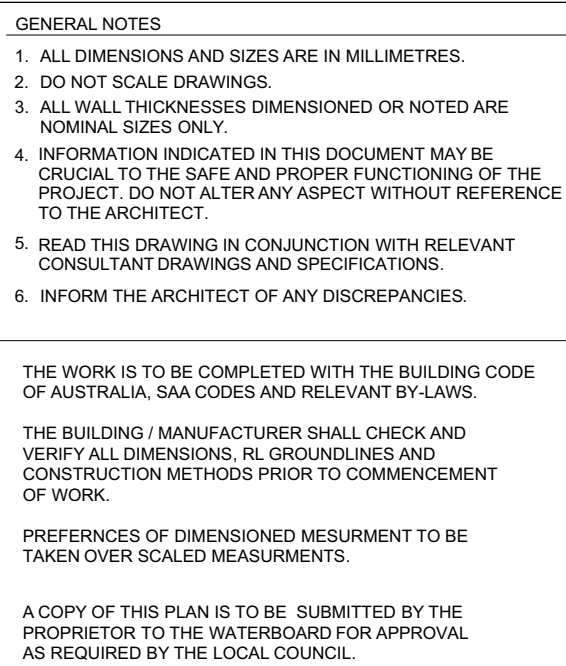 GENERAL NOTES
1. ALL DIMENSIONS AND SIZES ARE IN MILLIMETRES.
2. DO NOT SCALE DRAWINGS.
3. ALL WALL THICKNESSES DIMENSIONED OR NOTED ARE
NOMINAL SIZES ONLY.
4. INFORMATION INDICATED IN THIS DOCUMENT MAY BE
CRUCIAL TO THE SAFE AND PROPER FUNCTIONING OF THE
PROJECT. DO NOT ALTER ANY ASPECT WITHOUT REFERENCE
TO THE ARCHITECT.
5. READ THIS DRAWING IN CONJUNCTION WITH RELEVANT
CONSULTANT DRAWINGS AND SPECIFICATIONS.
6. INFORM THE ARCHITECT OF ANY DISCREPANCIES.
THE WORK IS TO BE COMPLETED WITH THE BUILDING CODE
OF AUSTRALIA, SAA CODES AND RELEVANT BY-LAWS.
THE BUILDING / MANUFACTURER SHALL CHECK AND
VERIFY ALL DIMENSIONS, RL GROUNDLINES AND
CONSTRUCTION METHODS PRIOR TO COMMENCEMENT
OF WORK.
PREFERNCES OF DIMENSIONED MESURMENT TO BE
TAKEN OVER SCALED MEASURMENTS.
A COPY OF THIS PLAN IS TO BE SUBMITTED BY THE
PROPRIETOR TO THE WATERBOARD FOR APPROVAL
AS REQUIRED BY THE LOCAL COUNCIL.